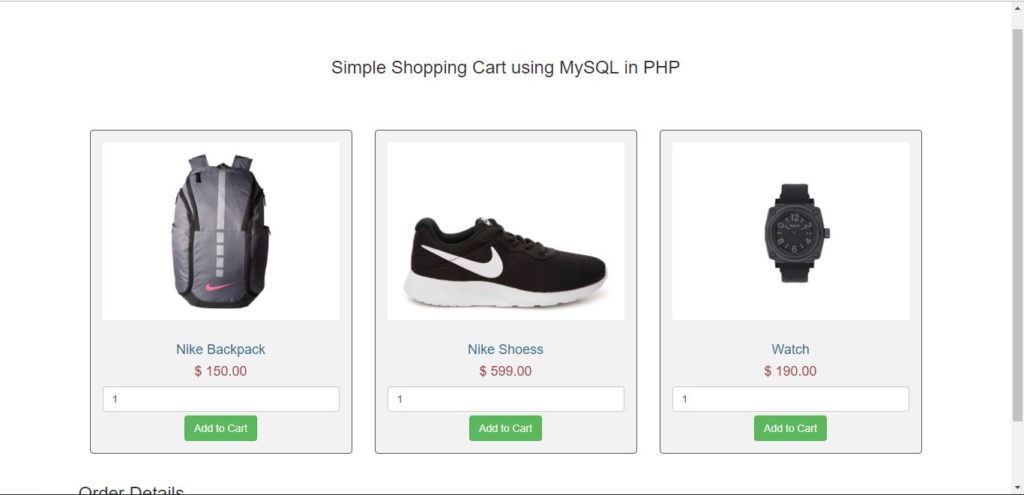 Simple Shopping Cart using MySQL in PHP
Nike Backpack
$ 150.00
1
Add to Cart
Nike Shoess
$ 599.00
1
Add to Cart
Watch
$ 190.00
1
Add to Cart
Order Details